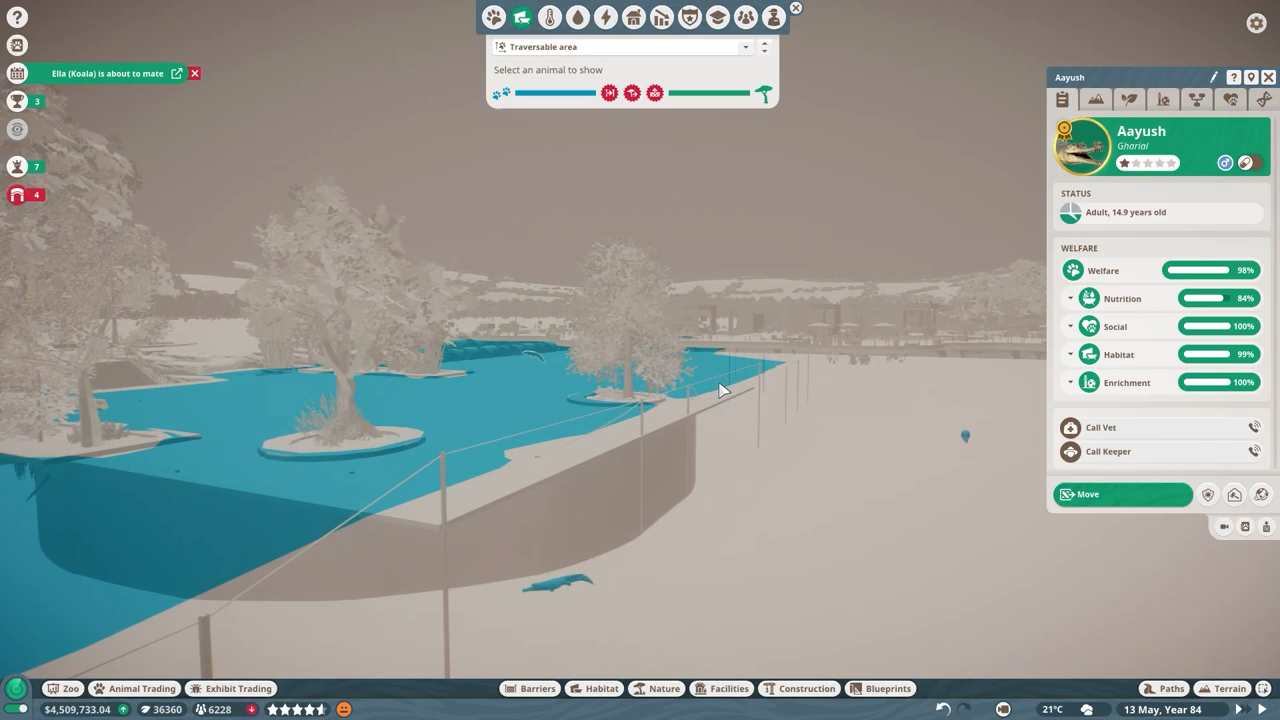 Traversable area
Select an animal to show
Ella (Koala) is about to mate
3
7
4
Aayush
Aayush
Gharial
STATUS
Adult, 14.9 years old
WELFARE
Welfare 98%
Nutrition 84%
Social 100%
Habitat 99%
Enrichment 100%
Call Vet
Call Keeper
Move
Zoo
Animal Trading
Exhibit Trading
Barriers
Habitat
Nature
Facilities
Construction
Blueprints
Paths
Terrain
$4,509,733.04
36360
6228
21°C
13 May, Year 84